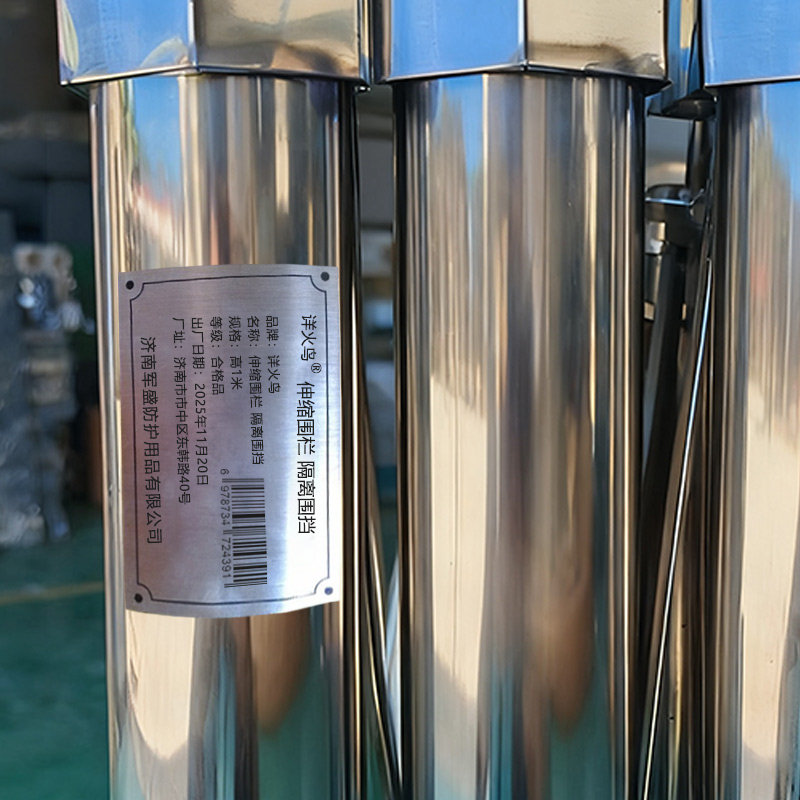 详火鸟® 伸缩围栏 隔离围挡
品牌：详火鸟
名称：伸缩围栏 隔离围挡
规格：高1米
等级：合格品
出厂日期：2025年11月20日
厂址：济南市市中区东韩路40号
6 978734 724391
济南军盛防护用品有限公司